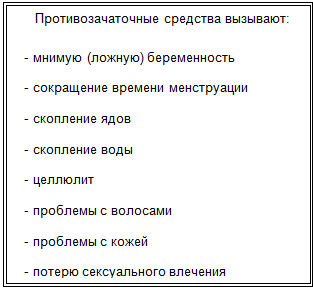 Противозачаточные средства вызывают:
- мнимую (ложную) беременность
- сокращение времени менструации
- скопление ядов
- скопление воды
- целлюлит
- проблемы с волосами
- проблемы с кожей
- потерю сексуального влечения